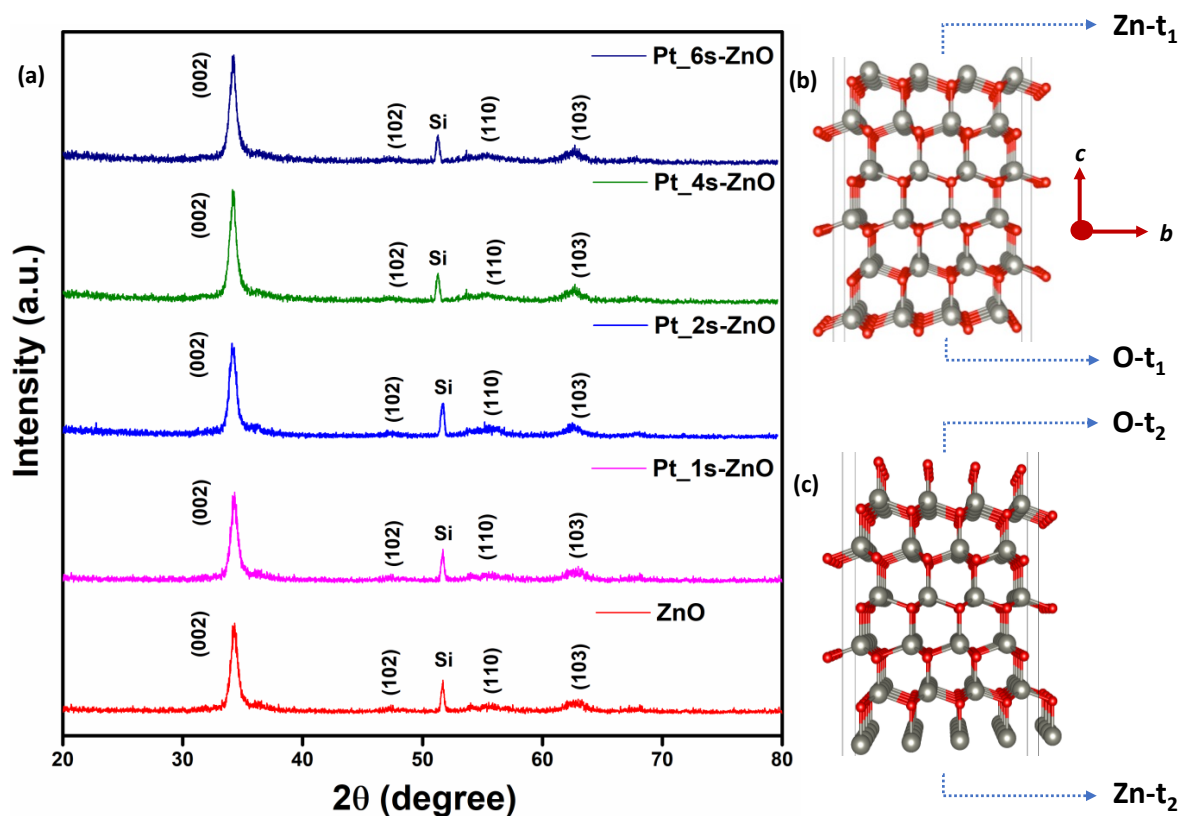 (a)
Intensity (a.u.)
Pt_6s-ZnO
(002)
(102)
Si
(110)
(103)
Pt_4s-ZnO
(002)
(102)
Si
(110)
(103)
Pt_2s-ZnO
(002)
(102)
Si
(110)
(103)
Pt_1s-ZnO
(002)
(102)
Si
(110)
(103)
ZnO
(002)
(102)
Si
(110)
(103)
20 30 40 50 60 70 80
2θ (degree)
Zn-t₁
(b)
c
b
O-t₁
O-t₂
(c)
Zn-t₂